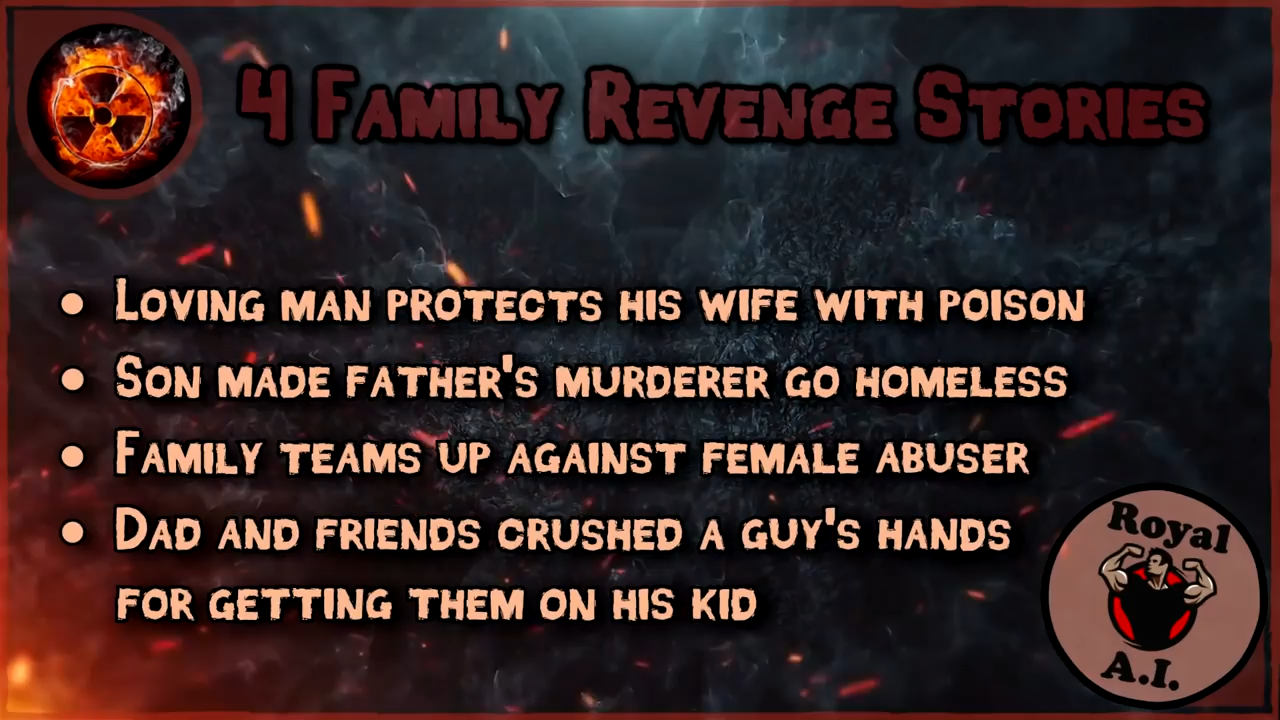 4 Family Revenge Stories
• Loving man protects his wife with poison
• Son made father's murderer go homeless
• Family teams up against female abuser
• Dad and friends crushed a guy's hands
for getting them on his kid
Royal
A.I.